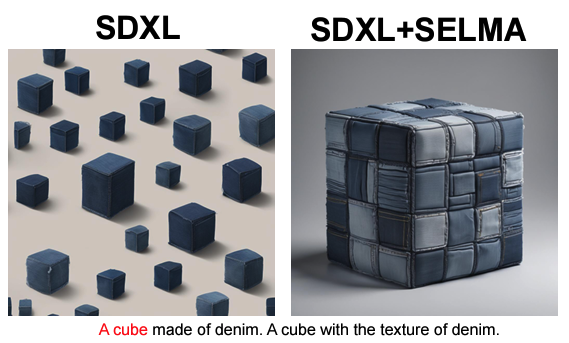 SDXL
SDXL+SELMA
A cube made of denim. A cube with the texture of denim.